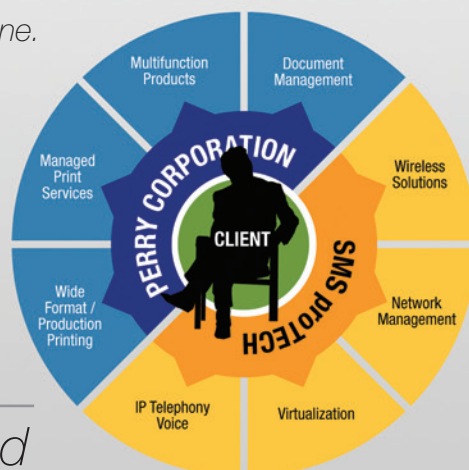 ne.
Multifunction
Products
Document
Management
Managed
Print
Services
Wireless
Solutions
PERRY CORPORATION
CLIENT
SMS proTECH
Wide
Format /
Production
Printing
Network
Management
IP Telephony
Voice
Virtualization
d